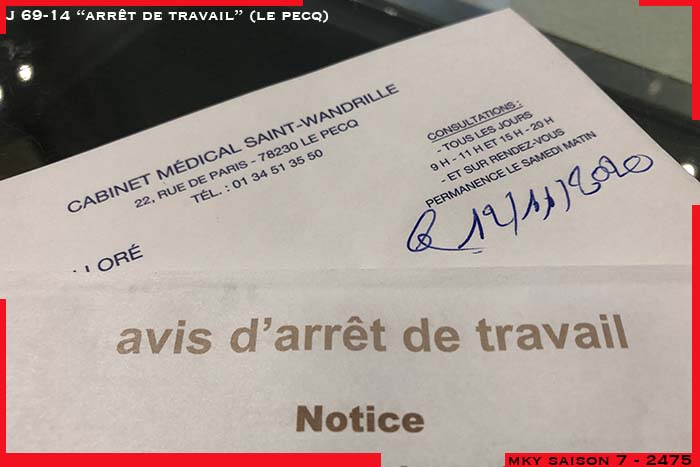 J 69-14 “ARRÊT DE TRAVAIL” (LE PECQ)
CABINET MÉDICAL SAINT-WANDRILLE
22, RUE DE PARIS - 78230 LE PECQ
TÉL. : 01 34 51 35 50
CONSULTATIONS :
- TOUS LES JOURS
9 H - 11 H ET 15 H - 20 H
- ET SUR RENDEZ-VOUS
PERMANENCE LE SAMEDI MATIN
12/11/2020
LORÉ
avis d’arrêt de travail
Notice
MKY SAISON 7 - 2475